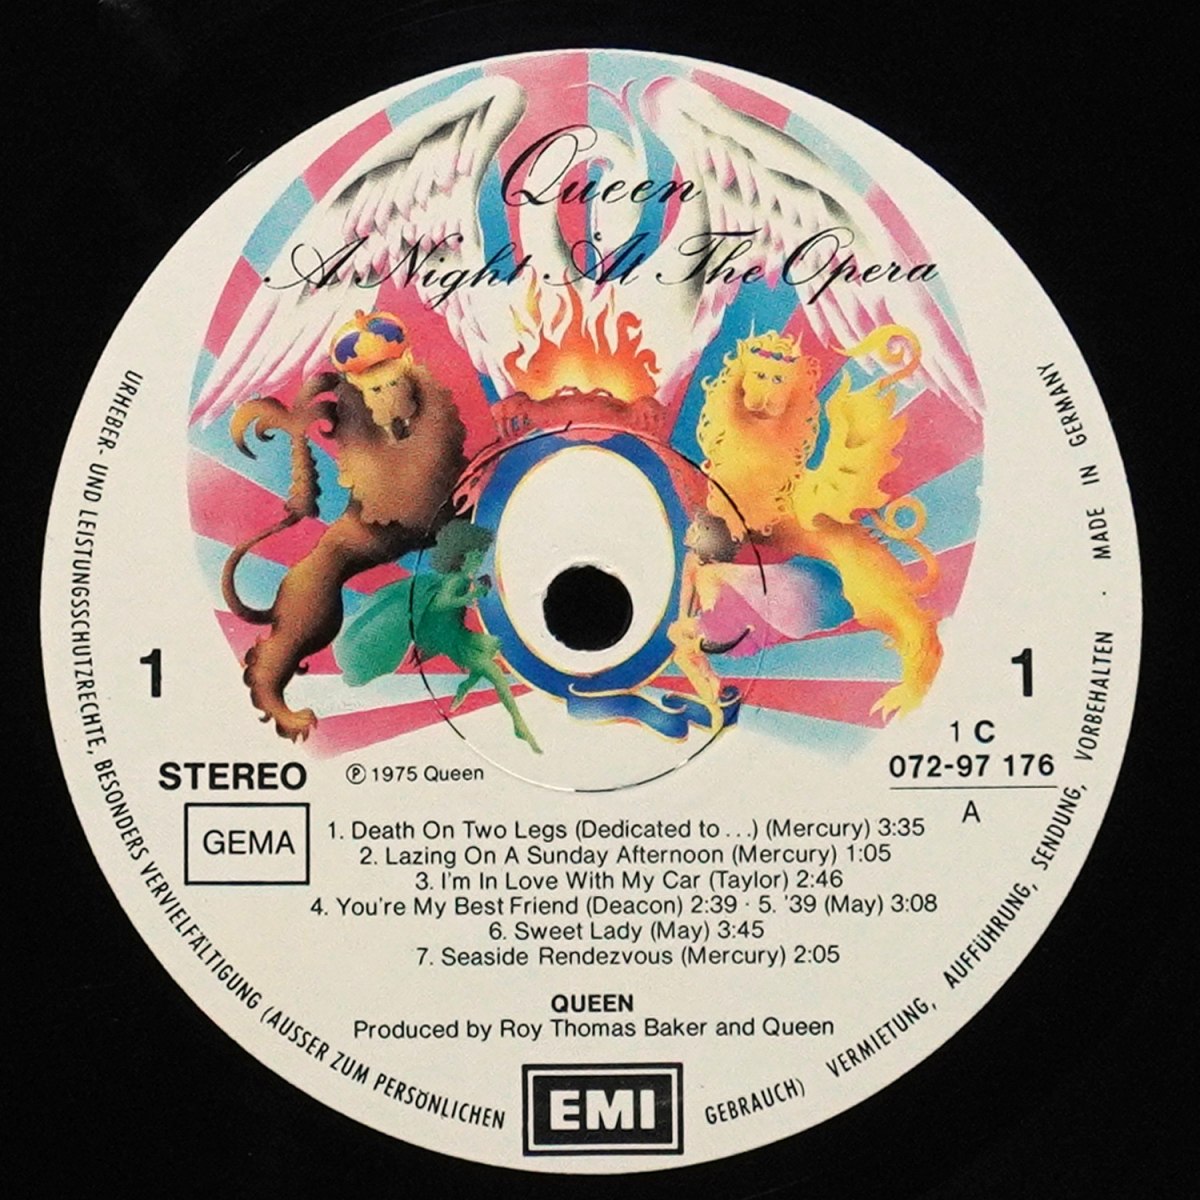 Queen
A Night At The Opera
1
1
STEREO
℗ 1975 Queen
1 C
072-97 176
A
GEMA
1. Death On Two Legs (Dedicated to . . .) (Mercury) 3:35
2. Lazing On A Sunday Afternoon (Mercury) 1:05
3. I'm In Love With My Car (Taylor) 2:46
4. You're My Best Friend (Deacon) 2:39 · 5. '39 (May) 3:08
6. Sweet Lady (May) 3:45
7. Seaside Rendezvous (Mercury) 2:05
QUEEN
Produced by Roy Thomas Baker and Queen
EMI
URHEBER- UND LEISTUNGSSCHUTZRECHTE, BESONDERS VERVIELFÄLTIGUNG (AUSSER ZUM PERSÖNLICHEN GEBRAUCH) VERMIETUNG, AUFFÜHRUNG, SENDUNG, VORBEHALTEN · MADE IN GERMANY